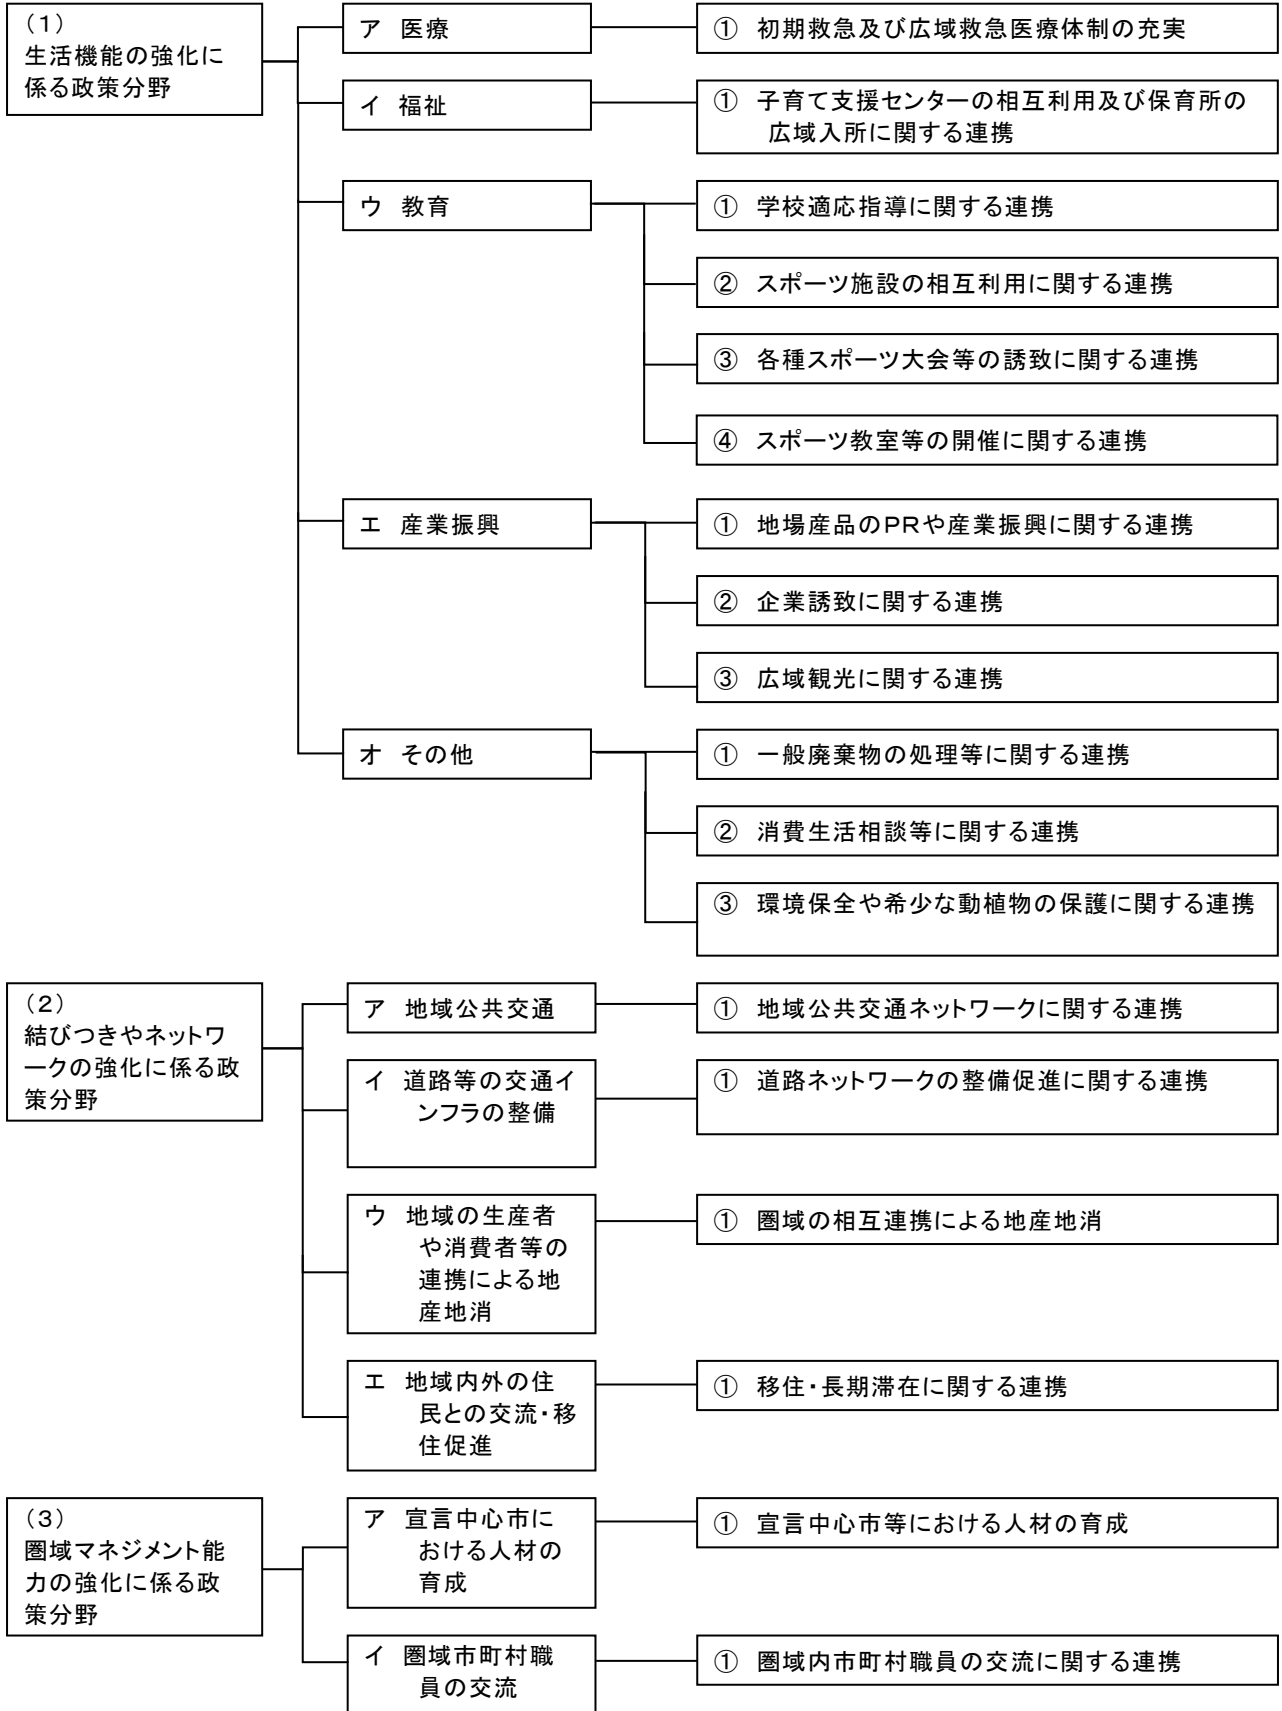 （１）
生活機能の強化に
係る政策分野
ア　医療
①　初期救急及び広域救急医療体制の充実
イ　福祉
①　子育て支援センターの相互利用及び保育所の
広域入所に関する連携
ウ　教育
①　学校適応指導に関する連携
②　スポーツ施設の相互利用に関する連携
③　各種スポーツ大会等の誘致に関する連携
④　スポーツ教室等の開催に関する連携
エ　産業振興
①　地場産品のＰＲや産業振興に関する連携
②　企業誘致に関する連携
③　広域観光に関する連携
オ　その他
①　一般廃棄物の処理等に関する連携
②　消費生活相談等に関する連携
③　環境保全や希少な動植物の保護に関する連携
（２）
結びつきやネットワ
ークの強化に係る政
策分野
ア　地域公共交通
①　地域公共交通ネットワークに関する連携
イ　道路等の交通イ
ンフラの整備
①　道路ネットワークの整備促進に関する連携
ウ　地域の生産者
や消費者等の
連携による地
産地消
①　圏域の相互連携による地産地消
エ　地域内外の住
民との交流・移
住促進
①　移住・長期滞在に関する連携
（３）
圏域マネジメント能
力の強化に係る政
策分野
ア　宣言中心市に
おける人材の
育成
①　宣言中心市等における人材の育成
イ　圏域市町村職
員の交流
①　圏域内市町村職員の交流に関する連携